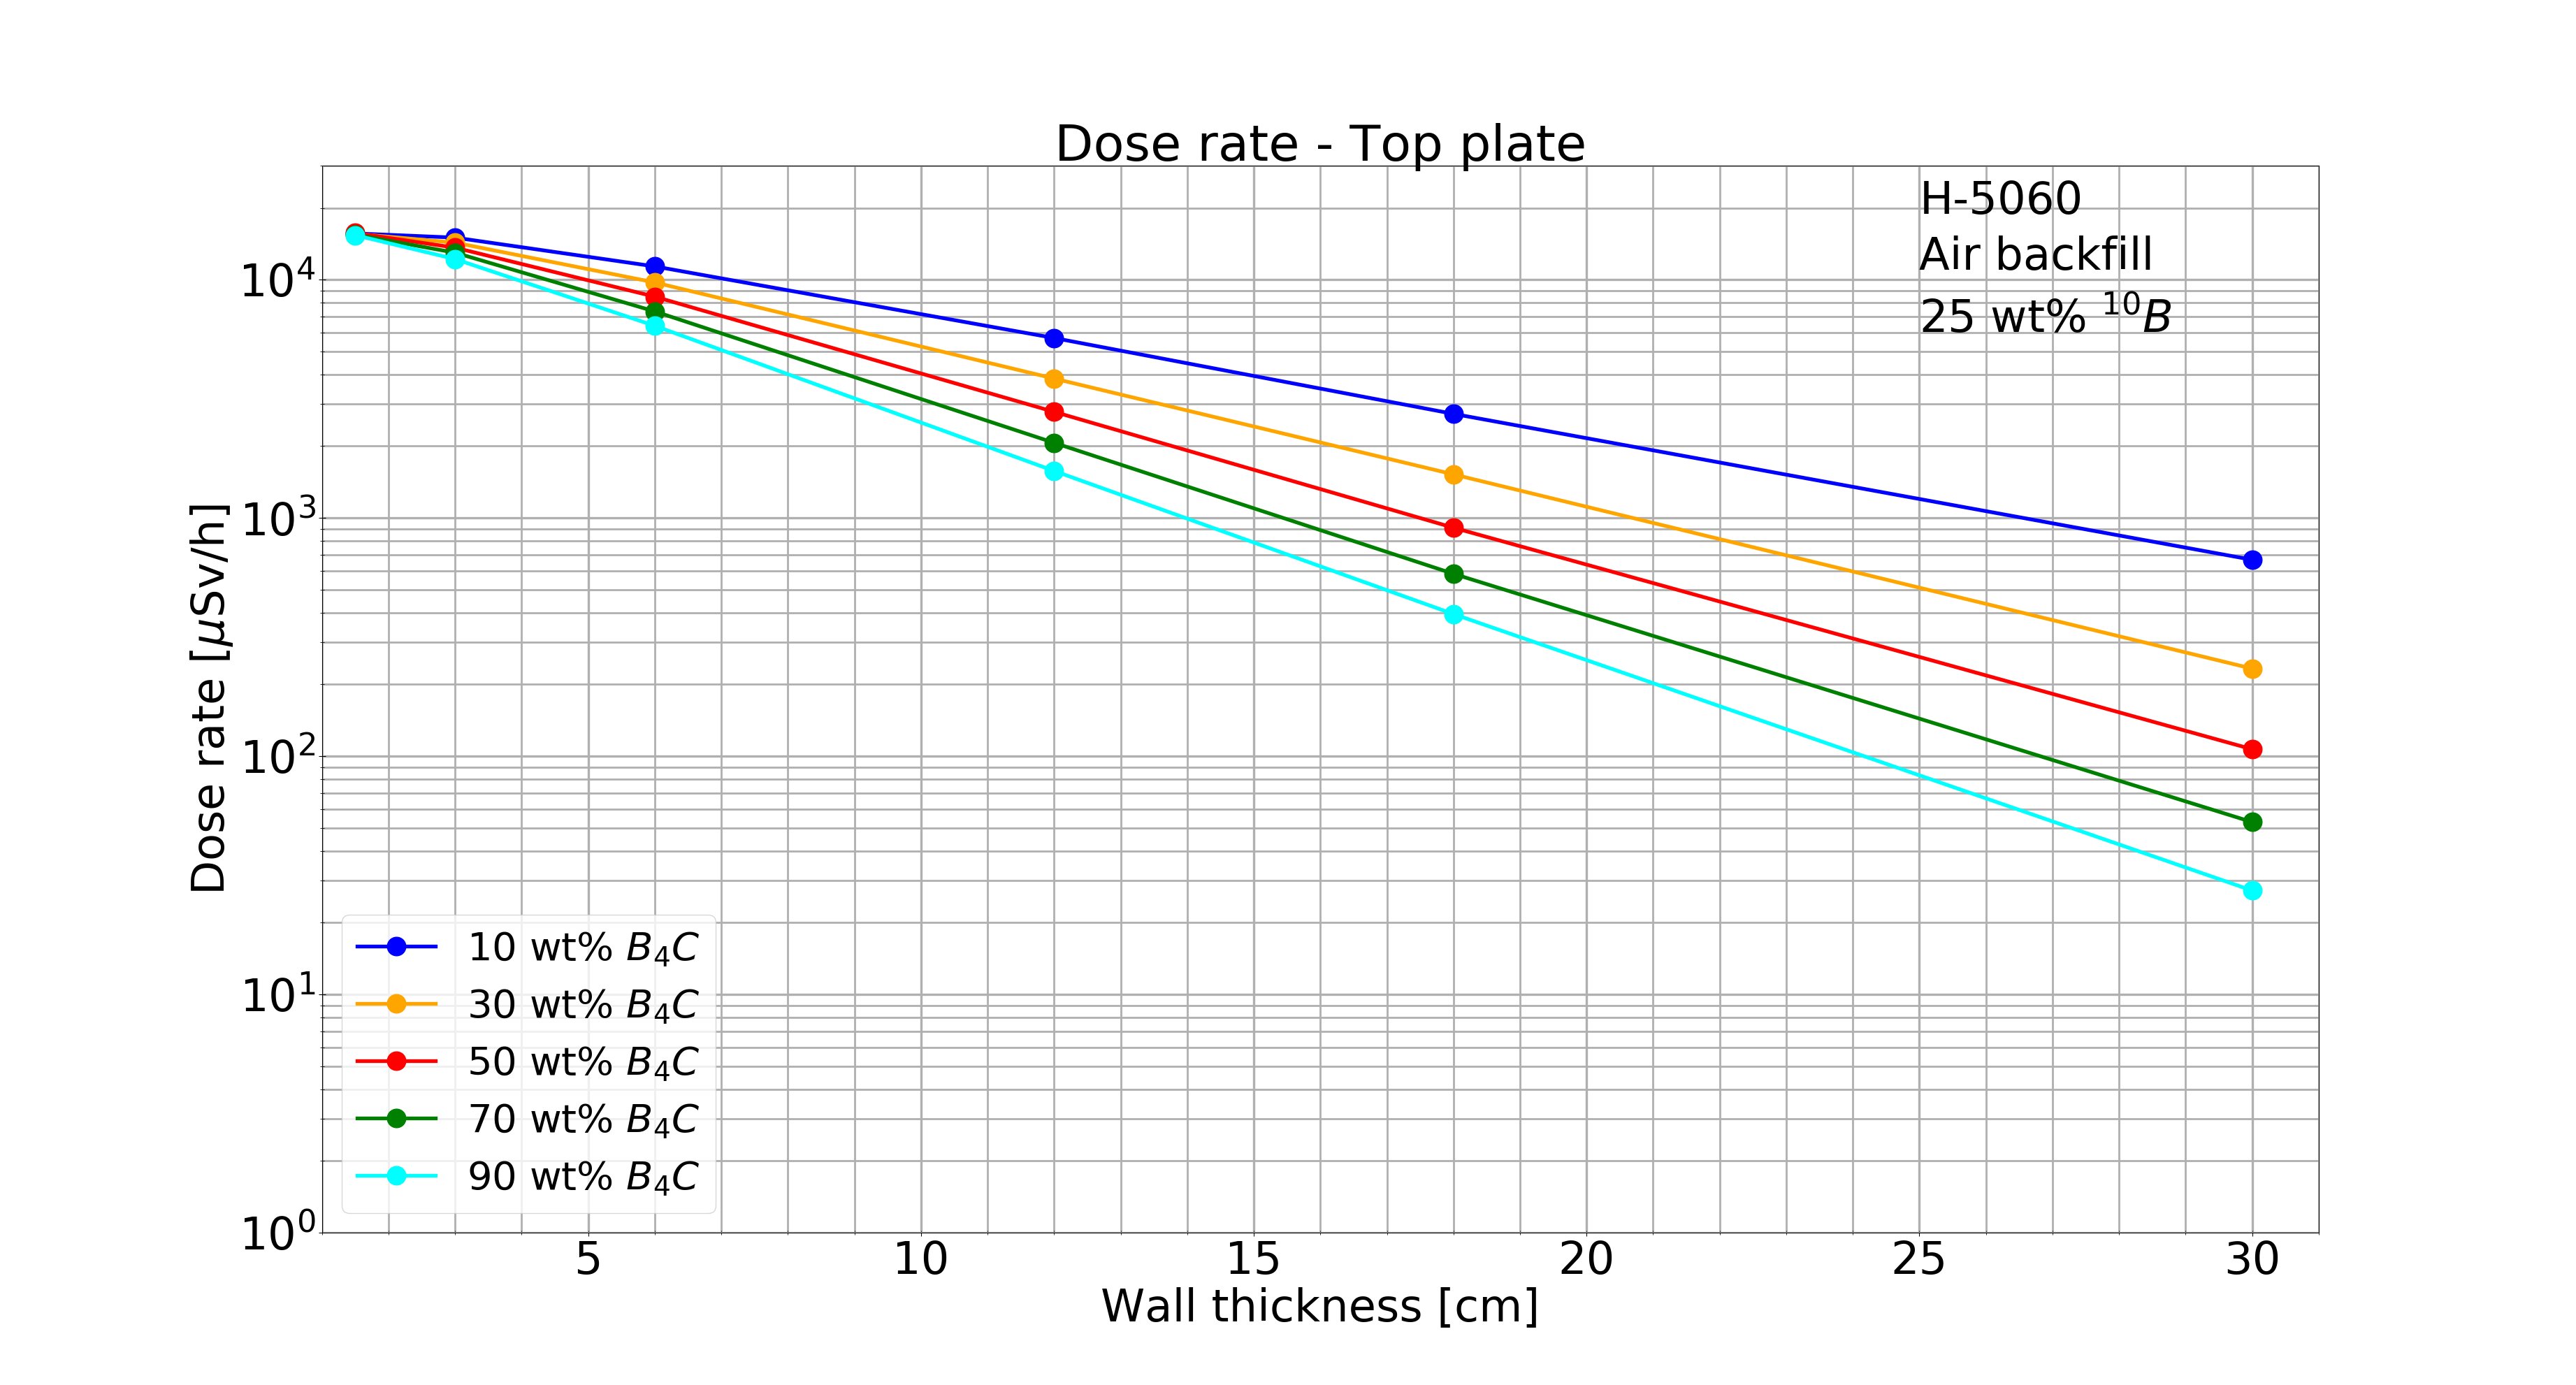 Dose rate - Top plate
H-5060
Air backfill
25 wt% ¹⁰B
Dose rate [μSv/h]
10⁴
10³
10²
10¹
10⁰
10 wt% B₄C
30 wt% B₄C
50 wt% B₄C
70 wt% B₄C
90 wt% B₄C
5 10 15 20 25 30
Wall thickness [cm]